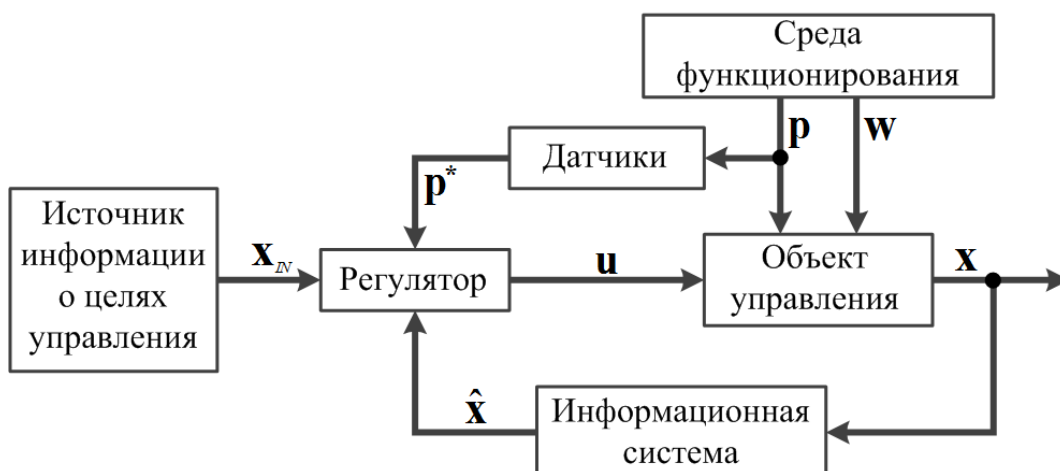 Среда
функционирования
p
w
Датчики
p*
Источник
информации
о целях
управления
x_IN
Регулятор
u
Объект
управления
x
x̂
Информационная
система